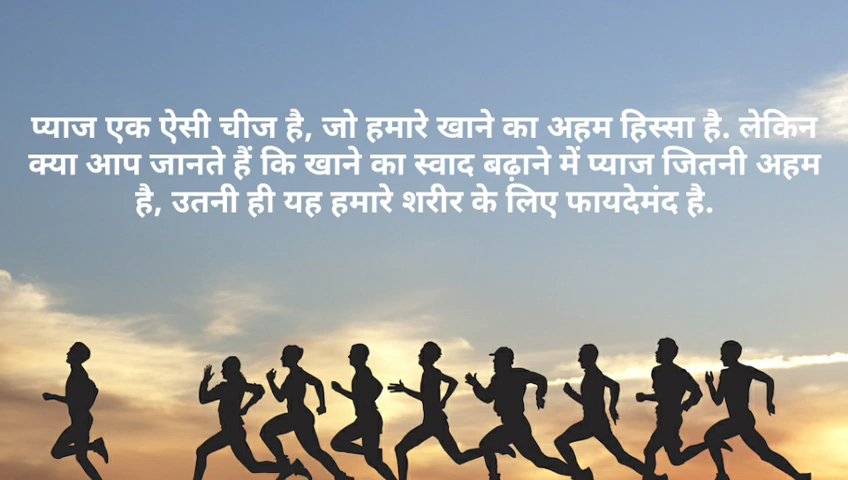 प्याज एक ऐसी चीज है, जो हमारे खाने का अहम हिस्सा है. लेकिन
क्या आप जानते हैं कि खाने का स्वाद बढ़ाने में प्याज जितनी अहम
है, उतनी ही यह हमारे शरीर के लिए फायदेमंद है.